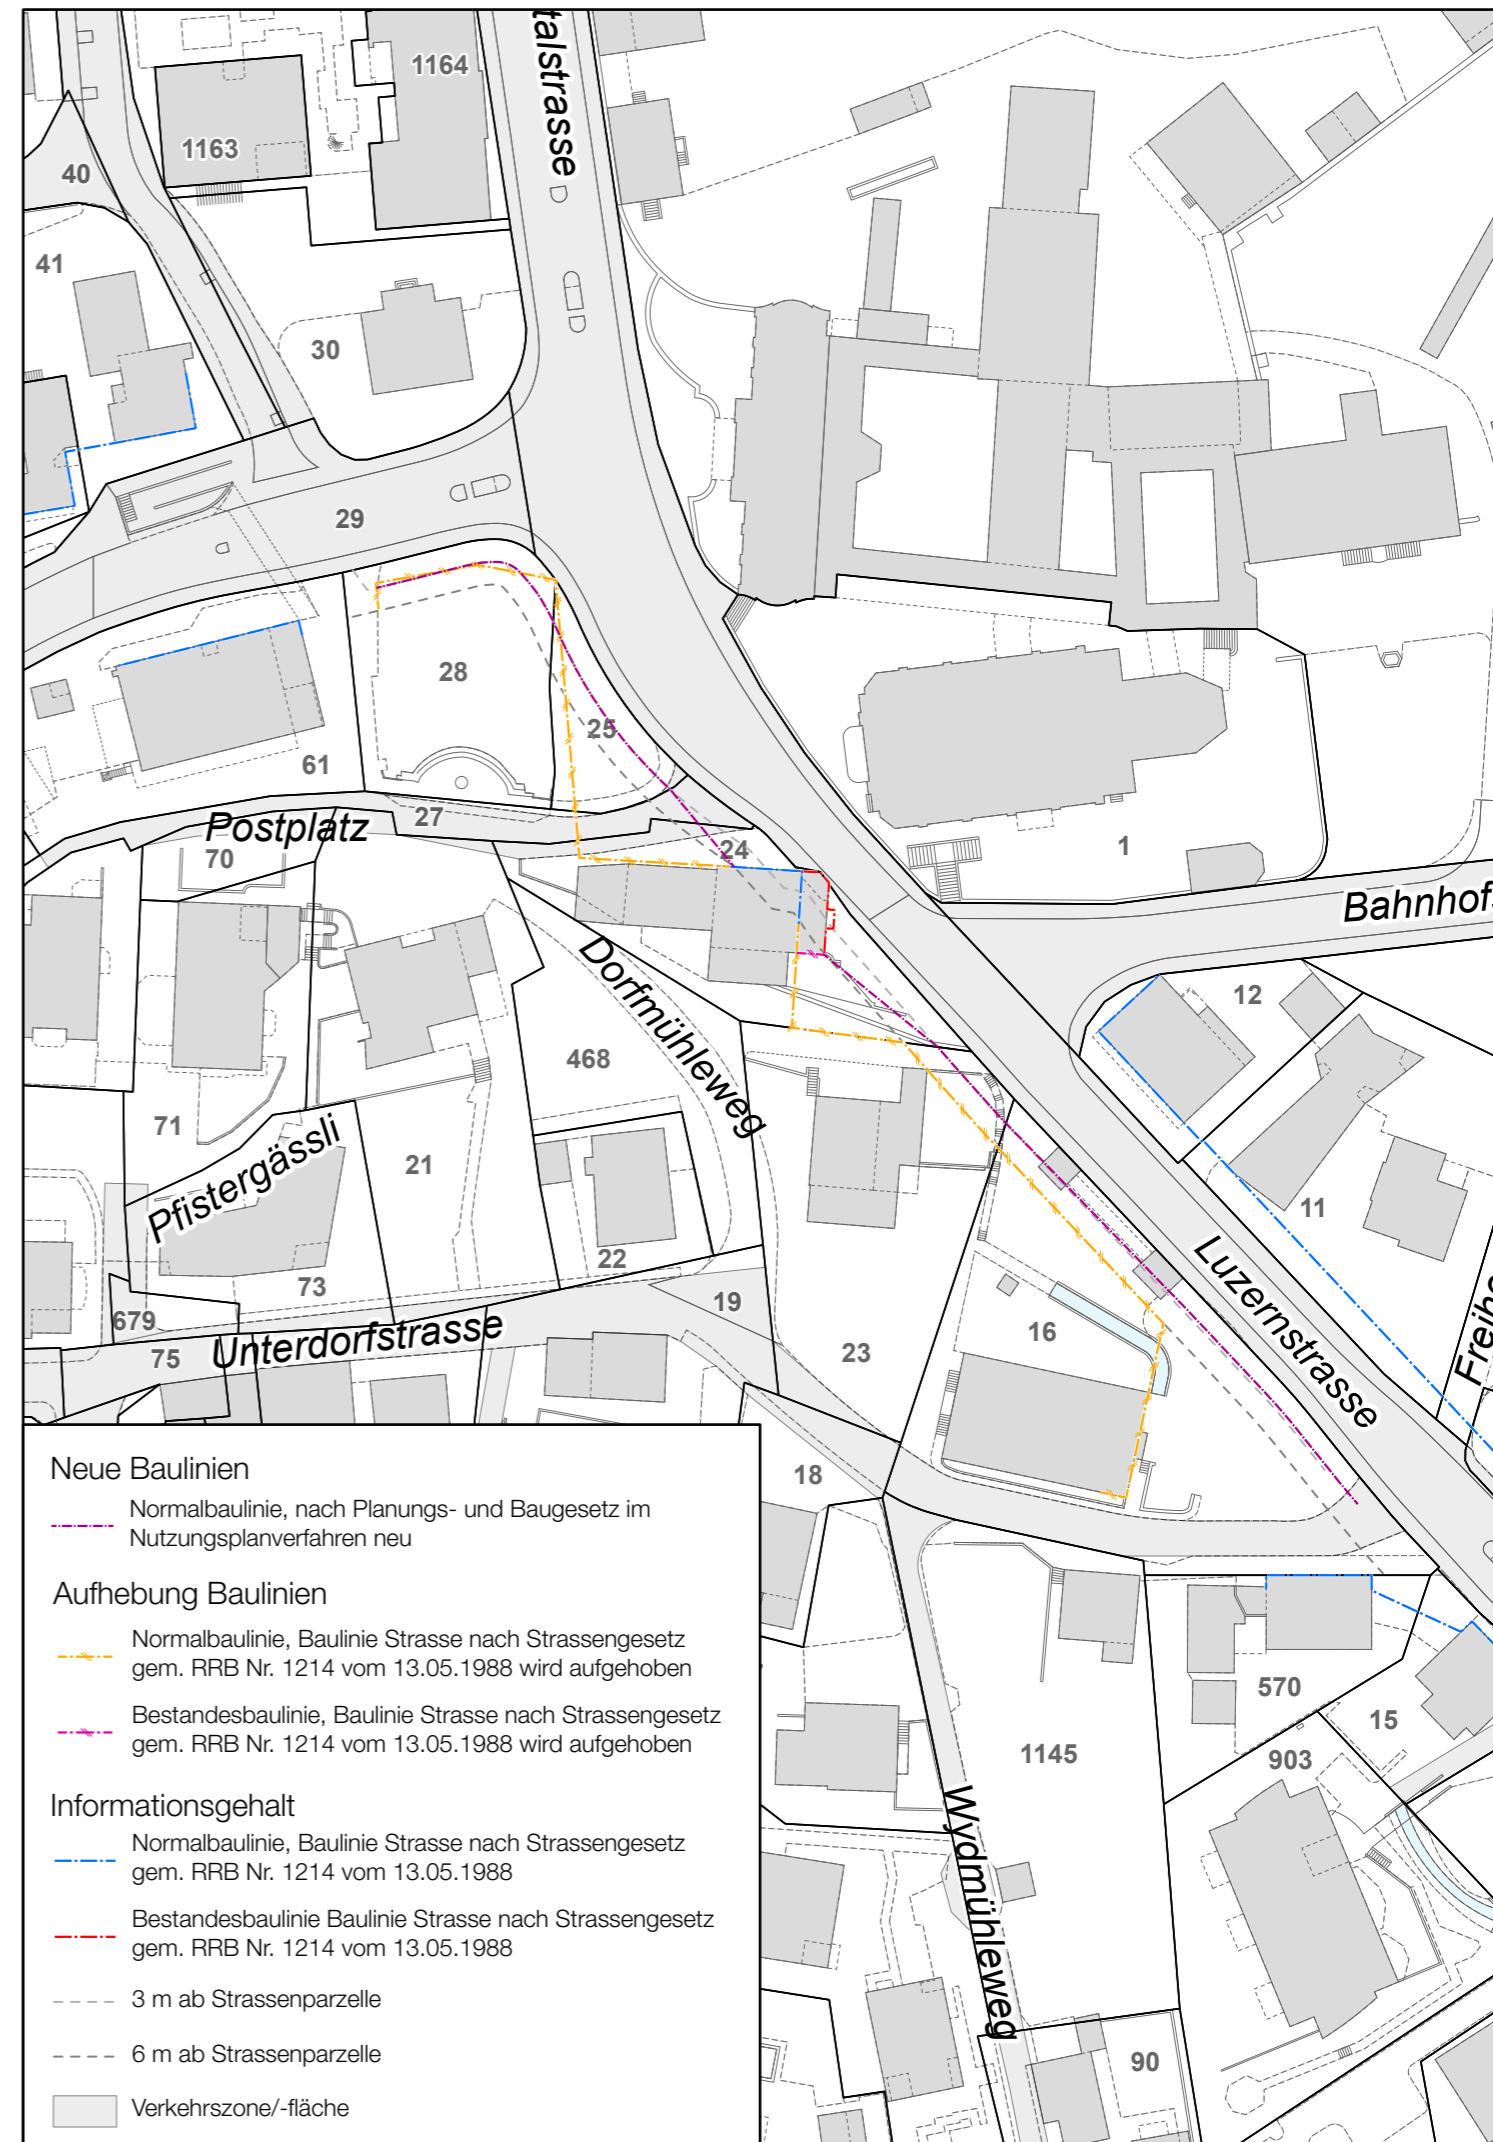 talstrasse
1164
1163
40
41
30
29
28
25
61
27
Postplatz
70
24
1
Bahnhofs
Dorfmühleweg
12
468
71
Pfistergässli
21
11
22
73
19
679
Unterdorfstrasse
75
23
16
Luzernstrasse
Freiho
18
570
15
1145
903
Wydmühleweg
90
Neue Baulinien
Normalbaulinie, nach Planungs- und Baugesetz im
Nutzungsplanverfahren neu
Aufhebung Baulinien
Normalbaulinie, Baulinie Strasse nach Strassengesetz
gem. RRB Nr. 1214 vom 13.05.1988 wird aufgehoben
Bestandesbaulinie, Baulinie Strasse nach Strassengesetz
gem. RRB Nr. 1214 vom 13.05.1988 wird aufgehoben
Informationsgehalt
Normalbaulinie, Baulinie Strasse nach Strassengesetz
gem. RRB Nr. 1214 vom 13.05.1988
Bestandesbaulinie Baulinie Strasse nach Strassengesetz
gem. RRB Nr. 1214 vom 13.05.1988
3 m ab Strassenparzelle
6 m ab Strassenparzelle
Verkehrszone/-fläche